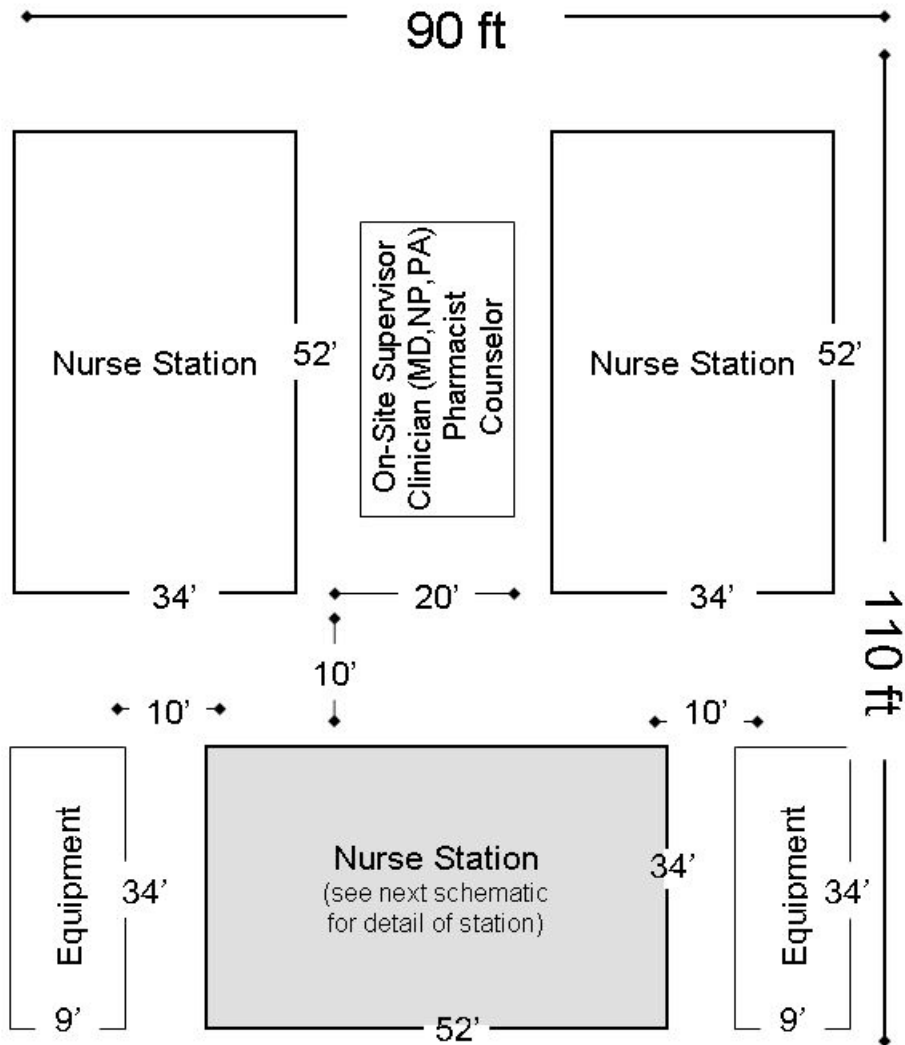 90 ft
Nurse Station
52’
34’
On-Site Supervisor
Clinician (MD,NP,PA)
Pharmacist
Counselor
20’
Nurse Station
52’
34’
110 ft
10’
10’
10’
Equipment
34’
9’
Nurse Station
(see next schematic
for detail of station)
34’
52’
Equipment
34’
9’